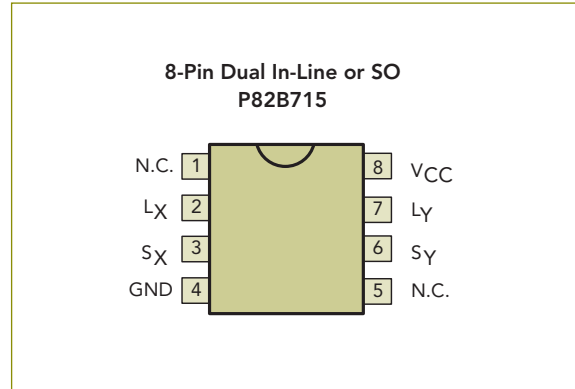 8-Pin Dual In-Line or SO
P82B715
N.C. 1
8 VCC
LX 2
7 LY
SX 3
6 SY
GND 4
5 N.C.